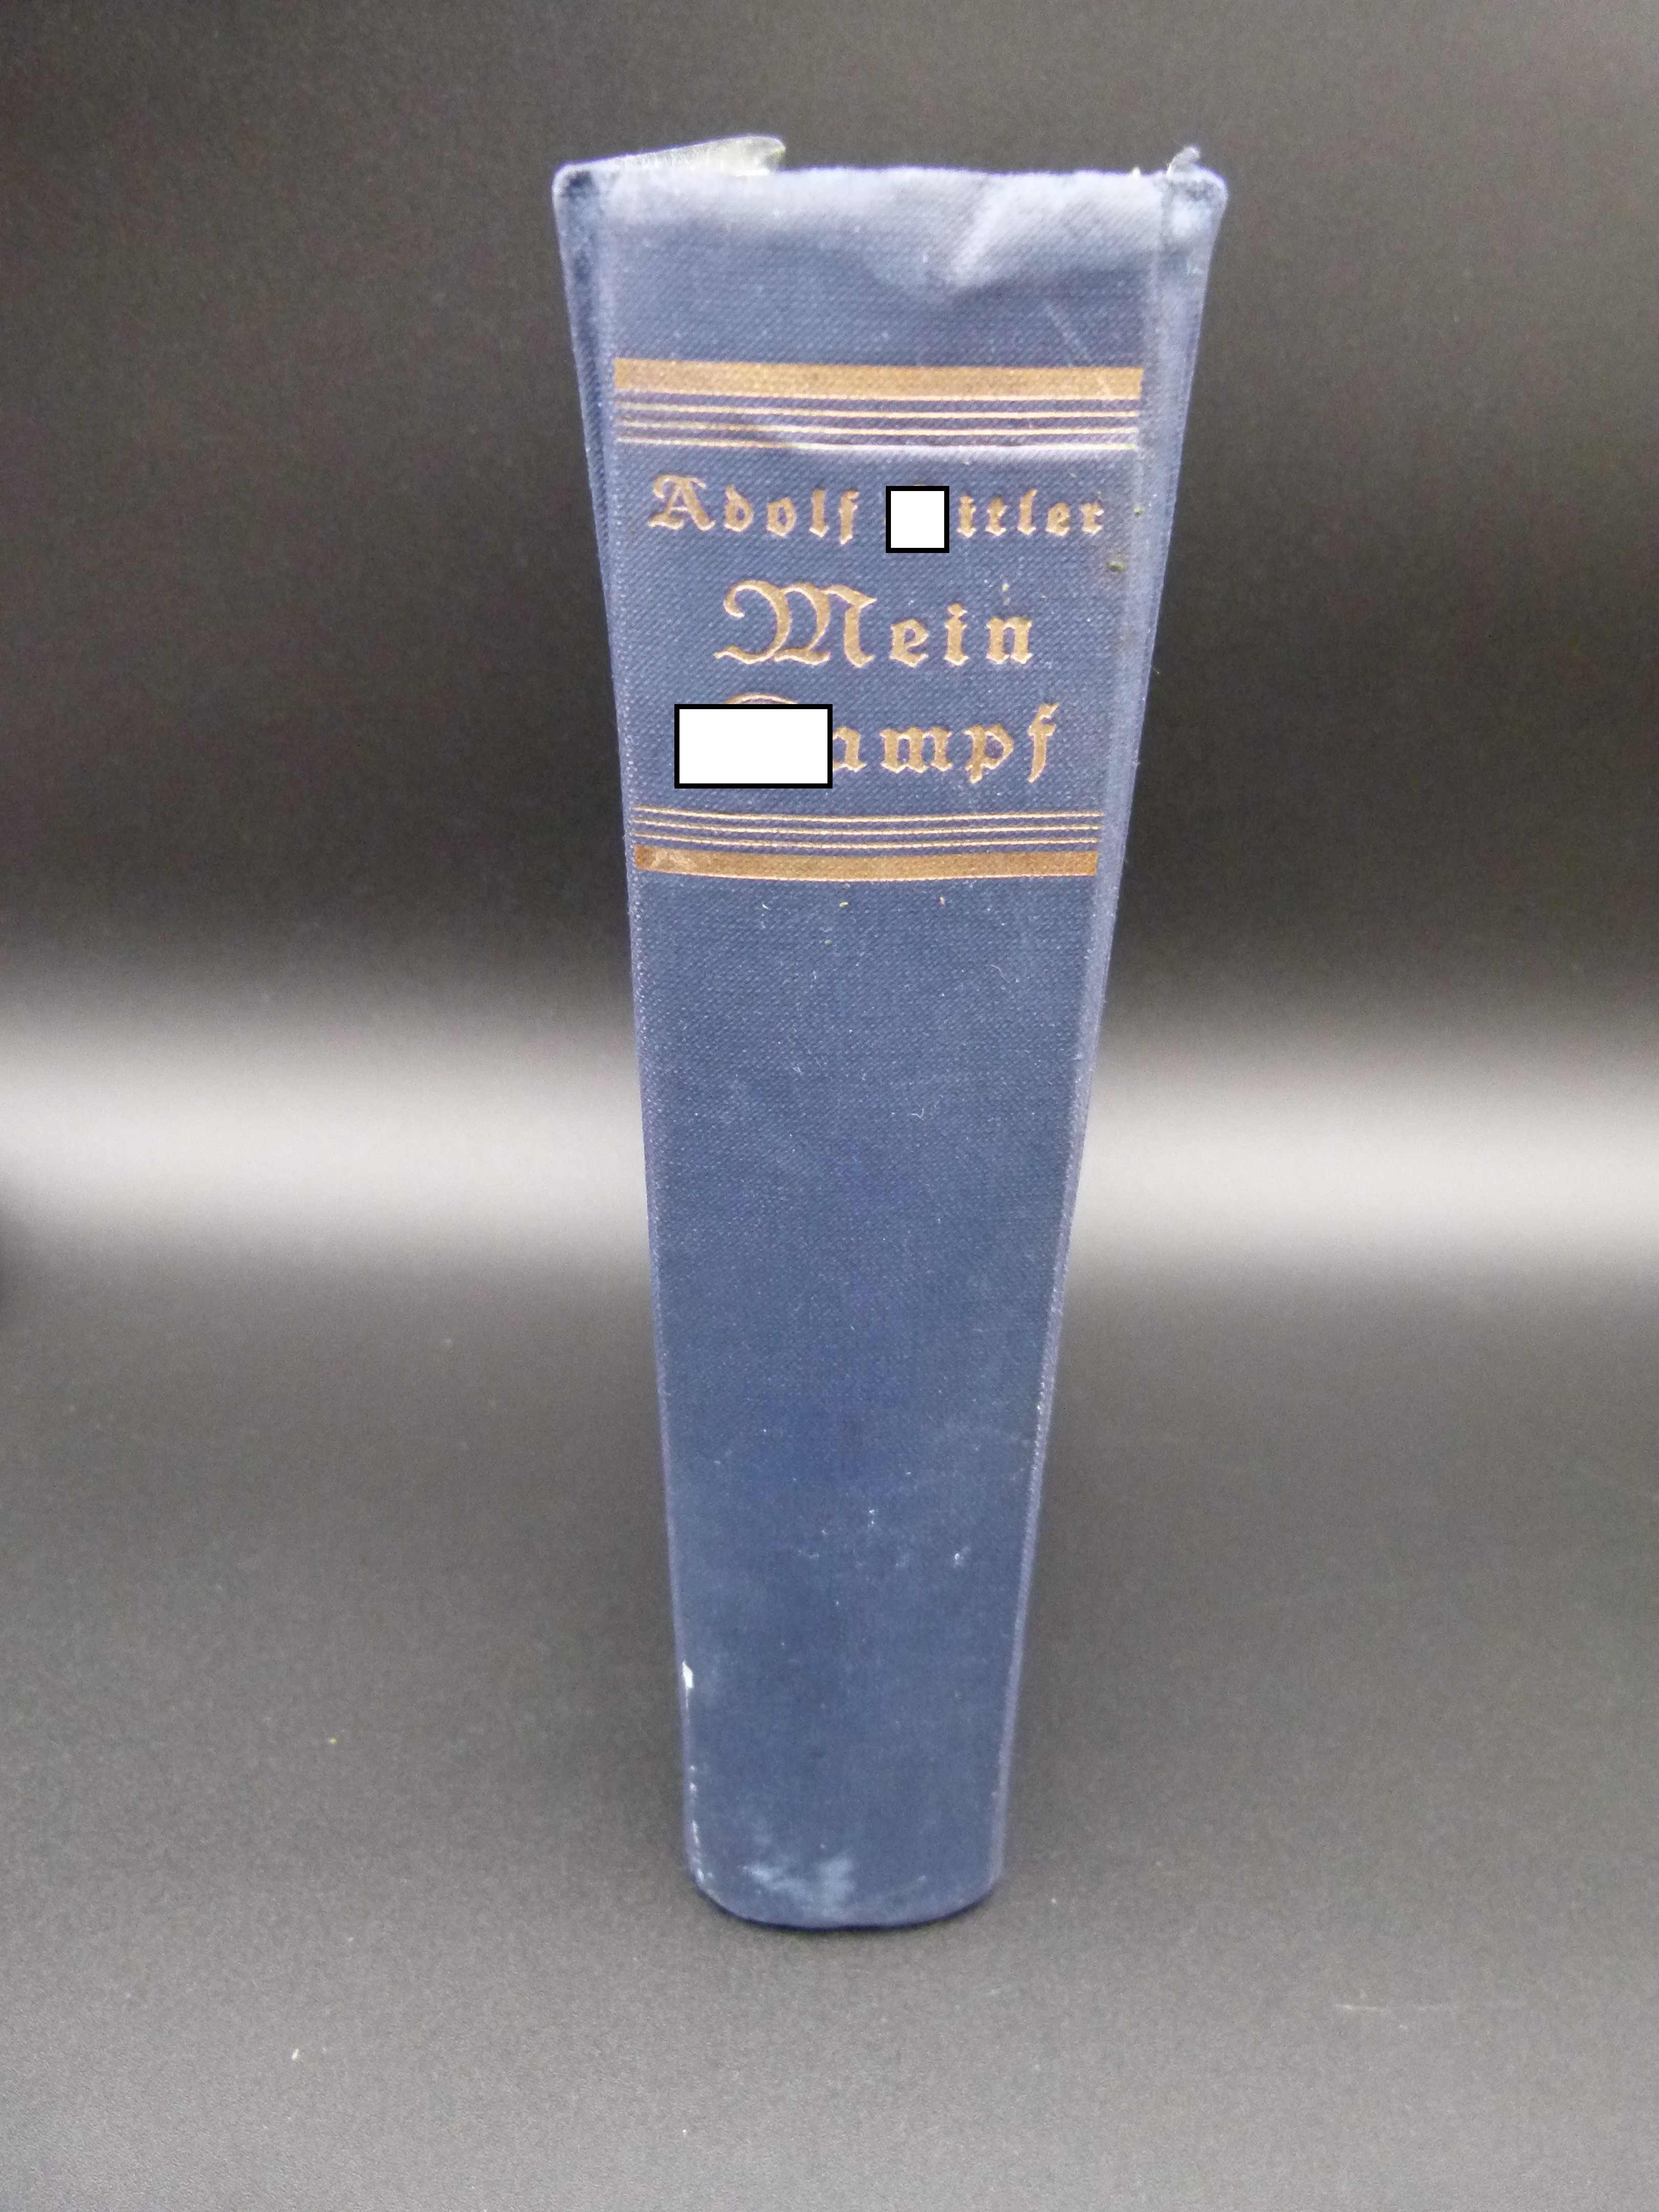 Adolf itler
Mein
ampf